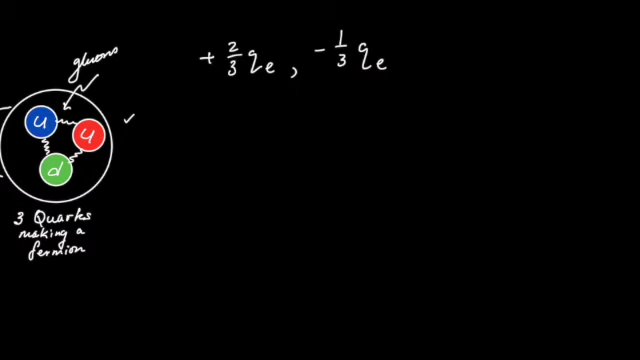 gluons
+ 2/3 qe, - 1/3 qe
u
u
d
3 Quarks
making a
fermion